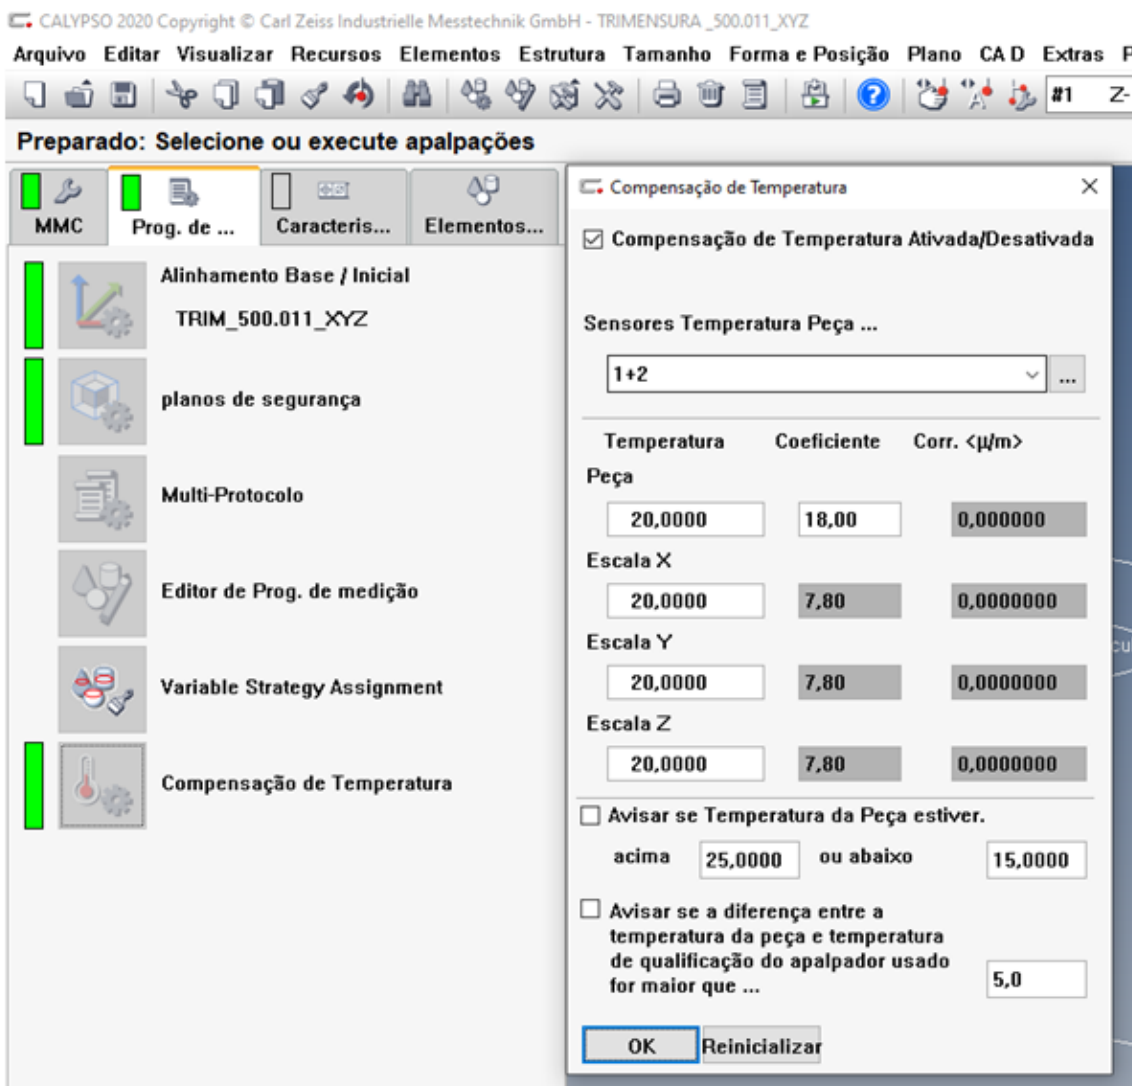 CALYPSO 2020 Copyright © Carl Zeiss Industrielle Messtechnik GmbH - TRIMENSURA _500.011_XYZ
Arquivo Editar Visualizar Recursos Elementos Estrutura Tamanho Forma e Posição Plano CAD Extras P
#1 Z-
Preparado: Selecione ou execute apalpações
MMC Prog. de ... Caracteris... Elementos...
Alinhamento Base / Inicial
TRIM_500.011_XYZ
planos de segurança
Multi-Protocolo
Editor de Prog. de medição
Variable Strategy Assignment
Compensação de Temperatura
Compensação de Temperatura
Compensação de Temperatura Ativada/Desativada
Sensores Temperatura Peça ...
1+2 ...
Temperatura Coeficiente Corr. <µ/m>
Peça
20,0000 18,00 0,000000
Escala X
20,0000 7,80 0,0000000
Escala Y
20,0000 7,80 0,0000000
Escala Z
20,0000 7,80 0,0000000
Avisar se Temperatura da Peça estiver.
acima 25,0000 ou abaixo 15,0000
Avisar se a diferença entre a
temperatura da peça e temperatura
de qualificação do apalpador usado
for maior que ... 5,0
OK Reinicializar